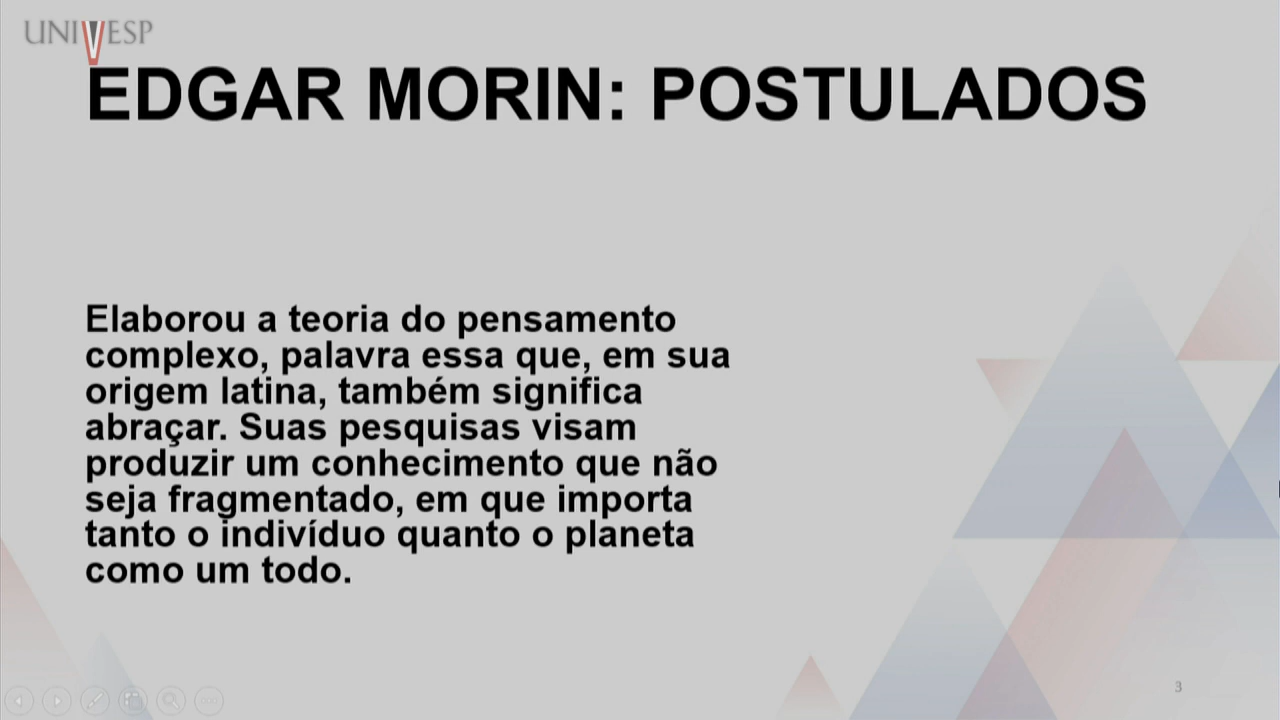 UNIVESP
EDGAR MORIN: POSTULADOS
Elaborou a teoria do pensamento
complexo, palavra essa que, em sua
origem latina, também significa
abraçar. Suas pesquisas visam
produzir um conhecimento que não
seja fragmentado, em que importa
tanto o indivíduo quanto o planeta
como um todo.
3